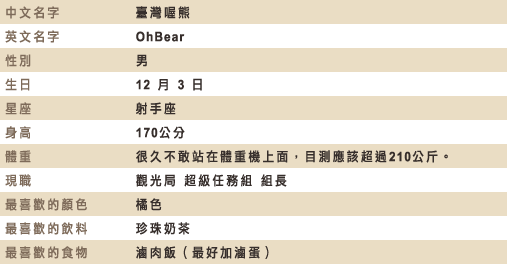 中文名字 臺灣喔熊
英文名字 OhBear
性別 男
生日 12 月 3 日
星座 射手座
身高 170公分
體重 很久不敢站在體重機上面，目測應該超過210公斤。
現職 觀光局 超級任務組 組長
最喜歡的顏色 橘色
最喜歡的飲料 珍珠奶茶
最喜歡的食物 滷肉飯（最好加滷蛋）